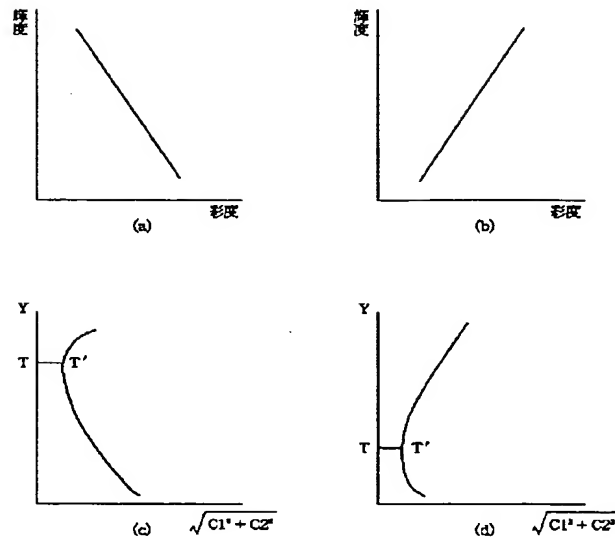 輝度
彩度
(a)
輝度
彩度
(b)
Y
T
T'
(c)
√C1² + C2²
Y
T
T'
(d)
√C1² + C2²